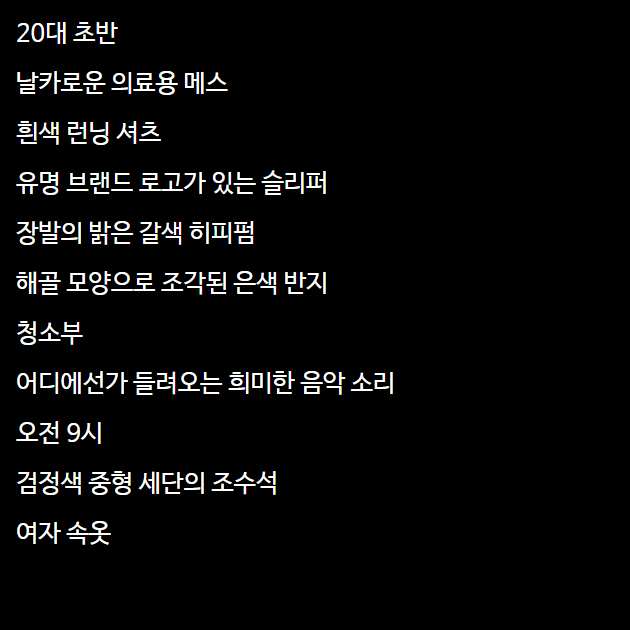 20대 초반
날카로운 의료용 메스
흰색 런닝 셔츠
유명 브랜드 로고가 있는 슬리퍼
장발의 밝은 갈색 히피펌
해골 모양으로 조각된 은색 반지
청소부
어디에선가 들려오는 희미한 음악 소리
오전 9시
검정색 중형 세단의 조수석
여자 속옷